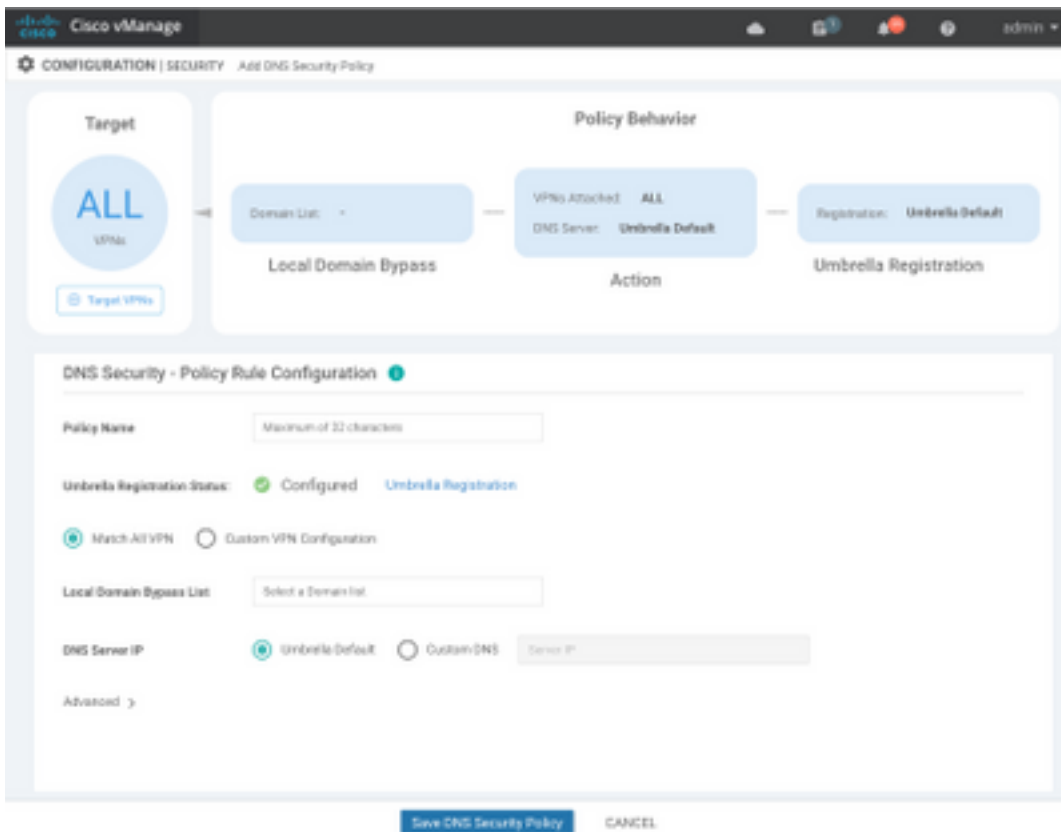 CISCO Cisco vManage admin
CONFIGURATION | SECURITY Add DNS Security Policy
Target
Policy Behavior
ALL
VPNs
Target VPNs
Domain List: -
Local Domain Bypass
VPNs Attached: ALL
DNS Server: Umbrella Default
Action
Registration: Umbrella Default
Umbrella Registration
DNS Security - Policy Rule Configuration
Policy Name Maximum of 32 characters
Umbrella Registration Status: Configured Umbrella Registration
Match All VPN Custom VPN Configuration
Local Domain Bypass List Select a Domain list
DNS Server IP Umbrella Default Custom DNS Server IP
Advanced >
Save DNS Security Policy CANCEL